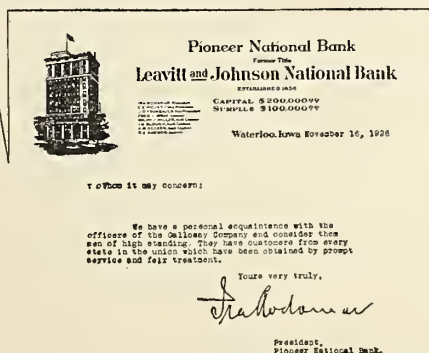 Pioneer National Bank
Former Title
Leavitt and Johnson National Bank
ESTABLISHED 1856
CAPITAL $200,000.00
SURPLUS $100,000.00
Waterloo, Iowa November 16, 1926
T oWhom it may concern;
We have a personal acquaintance with the
officers of the Galloway Company and consider them
men of high standing. They have customers from every
state in the union which have been obtained by prompt
service and fair treatment.
Yours very truly,
President,
Pioneer National Bank.